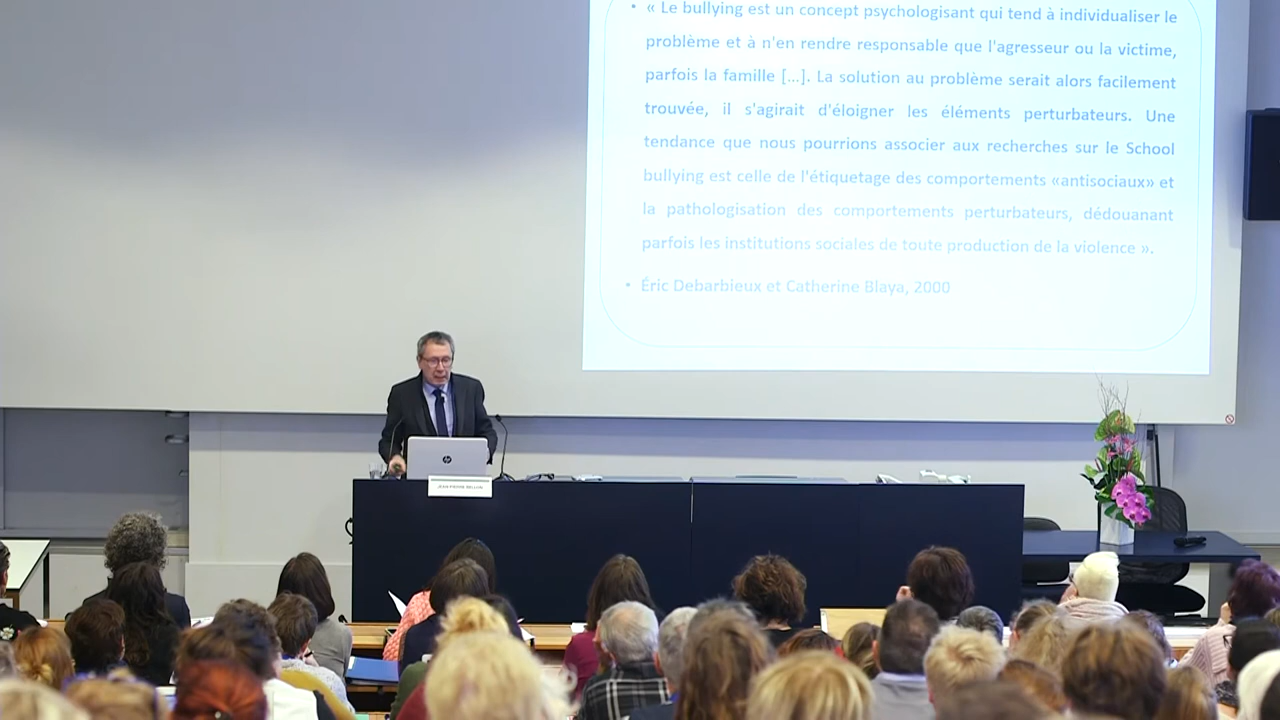 • « Le bullying est un concept psychologisant qui tend à individualiser le
problème et à n'en rendre responsable que l'agresseur ou la victime,
parfois la famille [...]. La solution au problème serait alors facilement
trouvée, il s'agirait d'éloigner les éléments perturbateurs. Une
tendance que nous pourrions associer aux recherches sur le School
bullying est celle de l'étiquetage des comportements «antisociaux» et
la pathologisation des comportements perturbateurs, dédouanant
parfois les institutions sociales de toute production de la violence ».
• Éric Debarbieux et Catherine Blaya, 2000
hp
JEAN-PIERRE BELLON